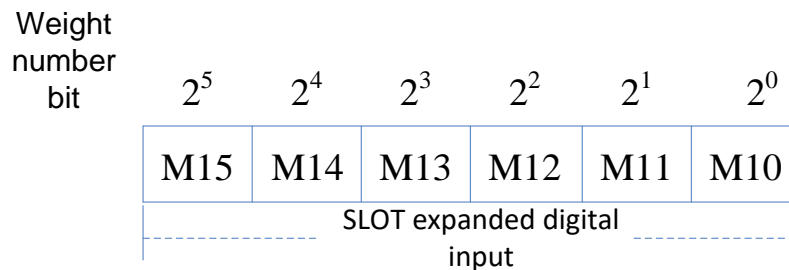 Weight
number
bit
2^5 2^4 2^3 2^2 2^1 2^0
M15 M14 M13 M12 M11 M10
SLOT expanded digital
input